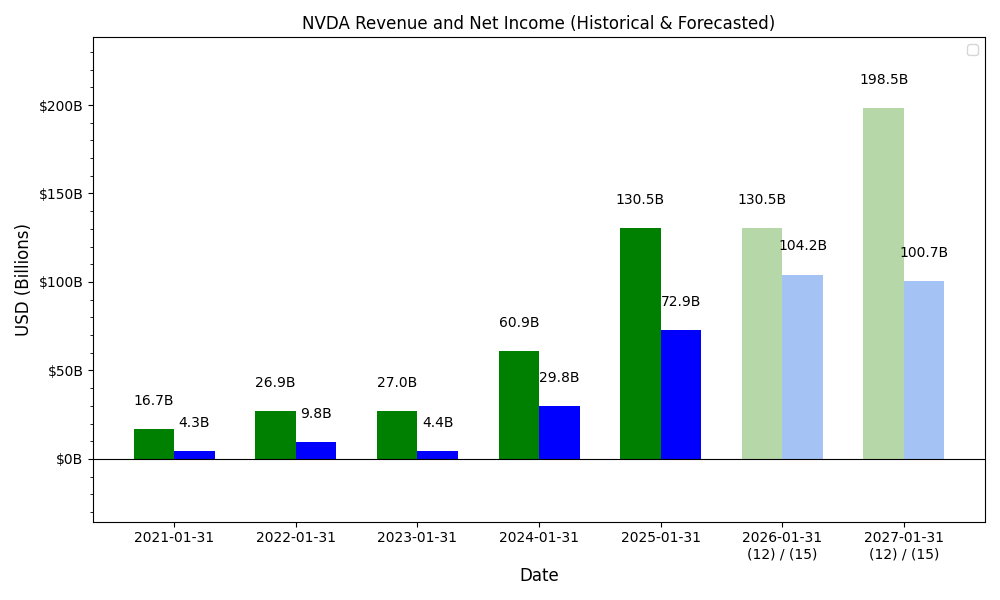 NVDA Revenue and Net Income (Historical & Forecasted)
USD (Billions)
$200B
$150B
$100B
$50B
$0B
16.7B
4.3B
26.9B
9.8B
27.0B
4.4B
60.9B
29.8B
130.5B
72.9B
130.5B
104.2B
198.5B
100.7B
2021-01-31
2022-01-31
2023-01-31
2024-01-31
2025-01-31
2026-01-31
(12) / (15)
2027-01-31
(12) / (15)
Date